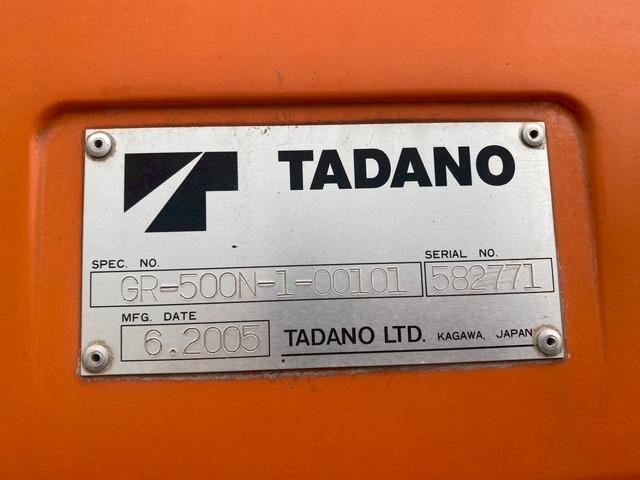 TADANO
SPEC. NO. SERIAL NO.
GR-500N-1-00101 582771
MFG. DATE
6.2005 TADANO LTD. KAGAWA, JAPAN